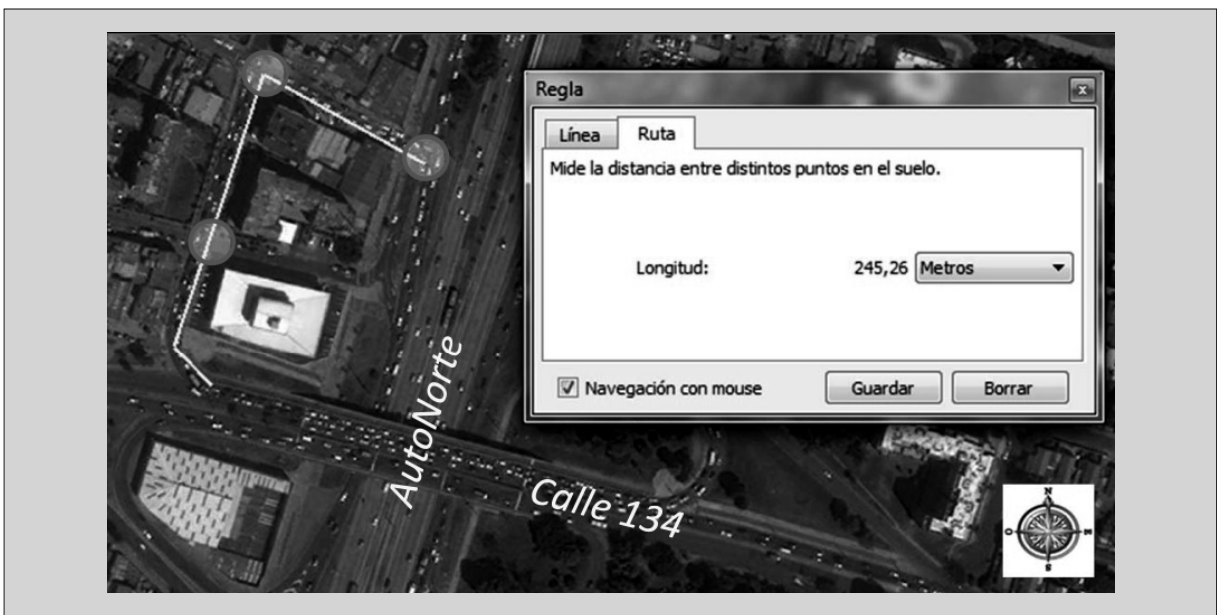 Regla
Línea Ruta
Mide la distancia entre distintos puntos en el suelo.
Longitud: 245,26 Metros
Navegación con mouse Guardar Borrar
AutoNorte
Calle 134
N
O
S